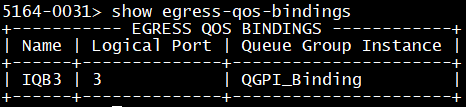 5164-0031> show egress-qos-bindings
+------------ EGRESS QOS BINDINGS -------------+
| Name | Logical Port | Queue Group Instance |
+------+--------------+----------------------+
| IQB3 | 3 | QGPI_Binding |
+------+--------------+----------------------+